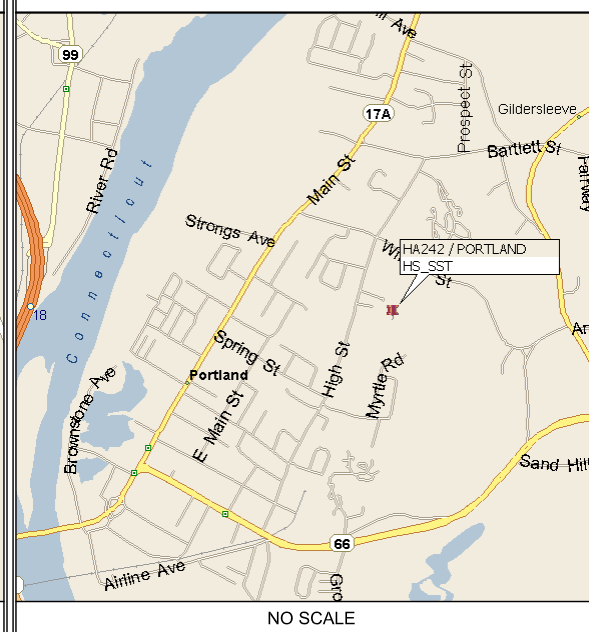 Hill Ave
99
17A
Prospect St
Gildersleeve
Bartlett St
River Rd
Main St
Connecticut
Strongs Ave
HA242 / PORTLAND
HS_SST
St
18
Spring St
High St
Portland
Myrtle Rd
Brownstone Ave
E Main St
Sand Hill
66
Airline Ave
Gro
NO SCALE